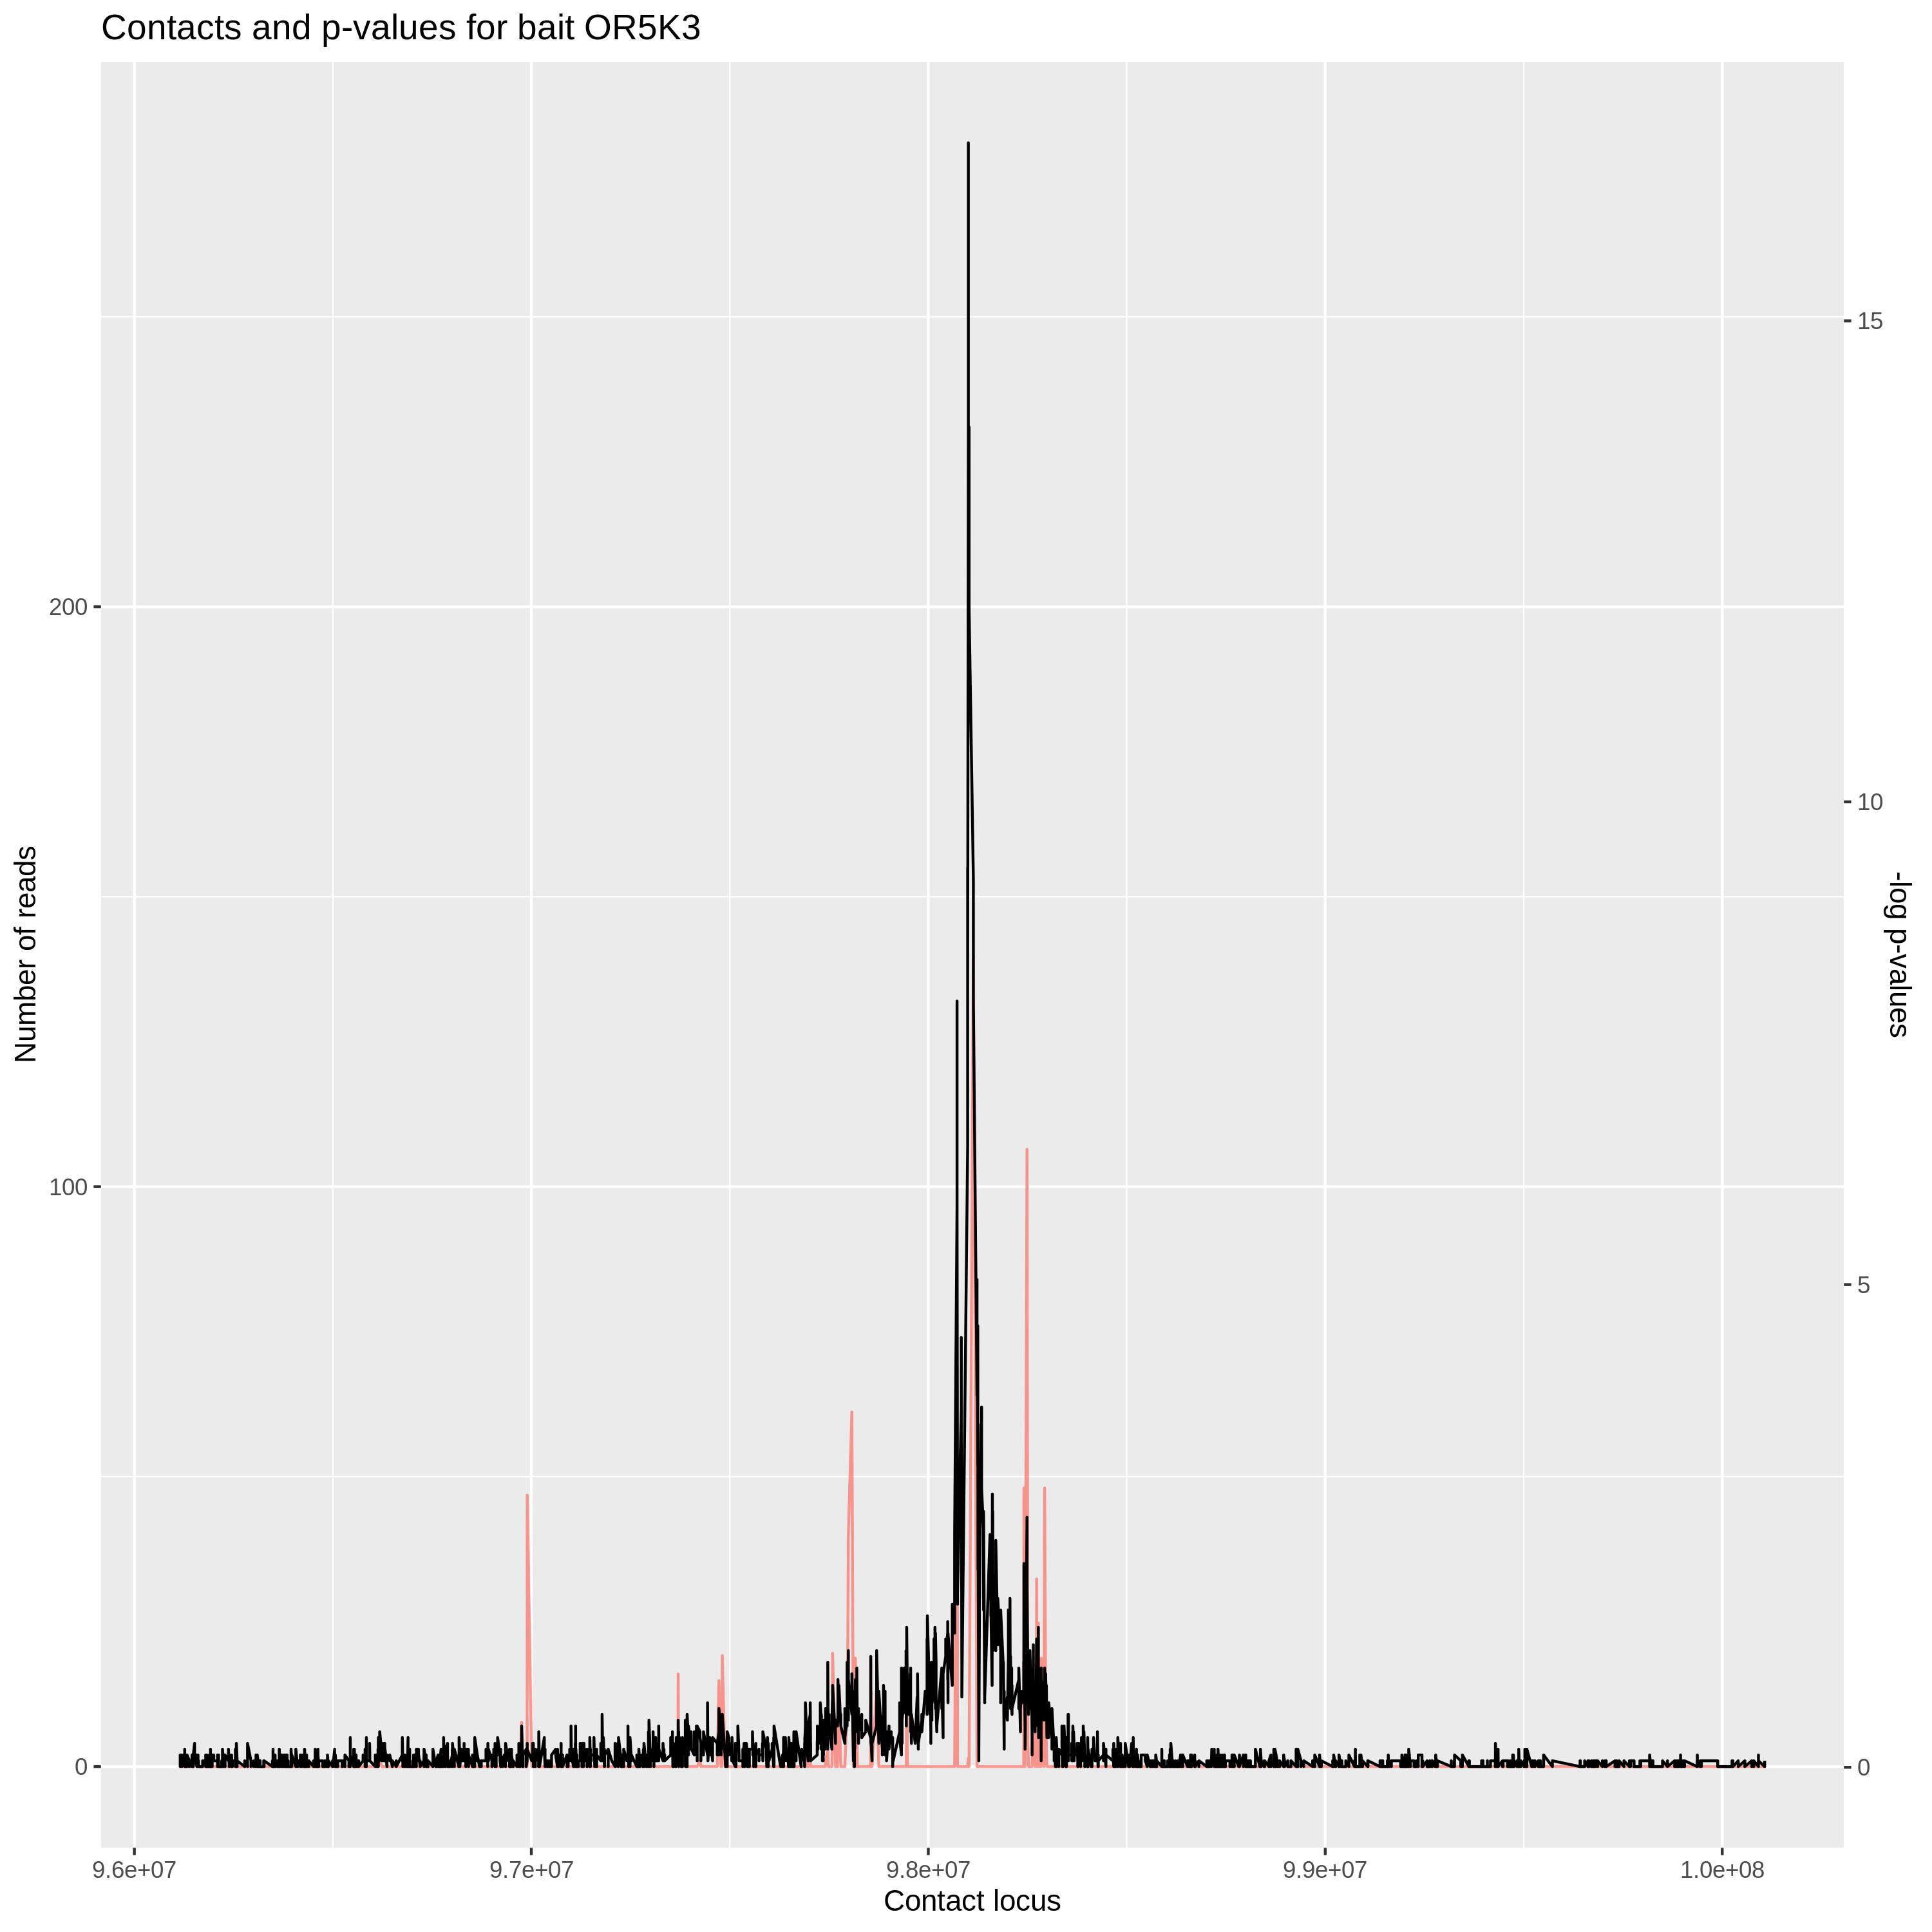 Contacts and p-values for bait OR5K3
Number of reads
200
100
0
15
10
5
0
-log p-values
9.6e+07 9.7e+07 9.8e+07 9.9e+07 1.0e+08
Contact locus